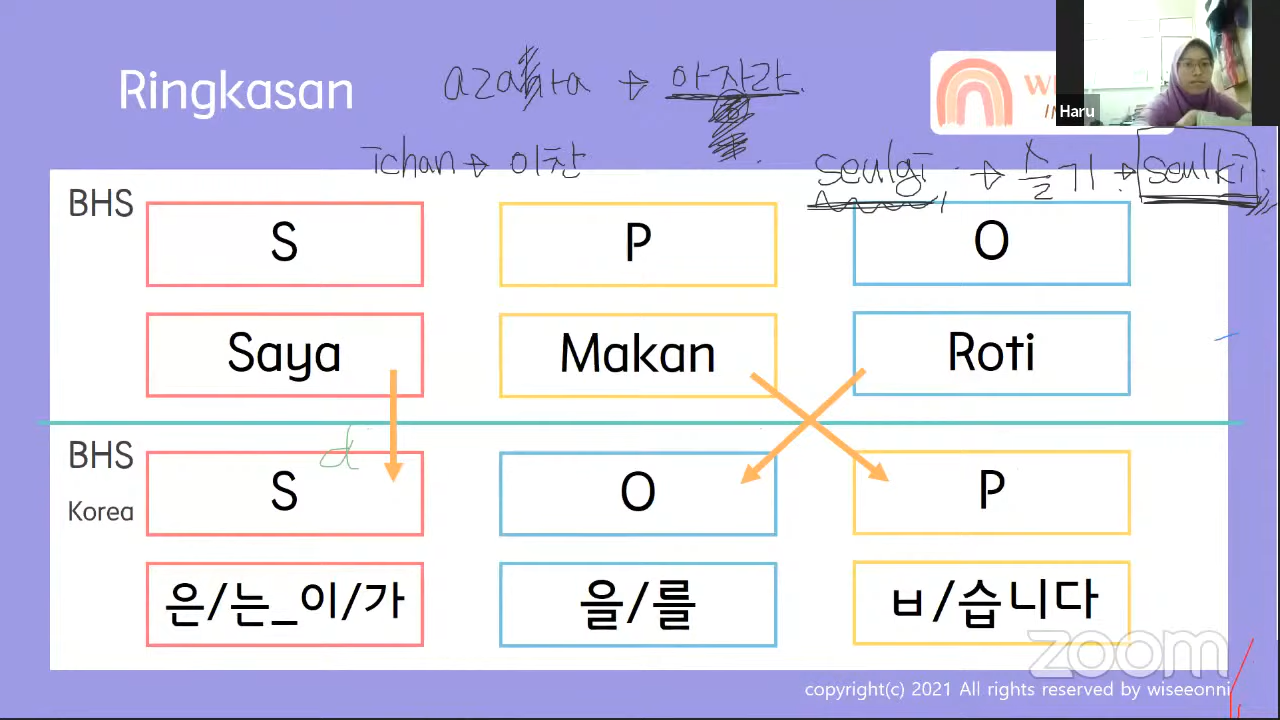 Ringkasan
아자라
Haru
ichan → 이찬
seulgi → 슬기 → seulki
BHS
S P O
Saya Makan Roti
d
BHS
Korea
S O P
은/는_이/가 을/를 ㅂ/습니다
zoom
copyright(c) 2021 All rights reserved by wiseeonni